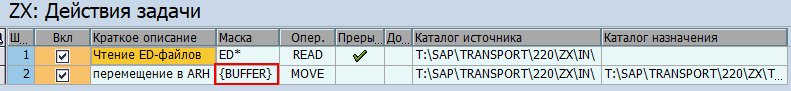 ZX: Действия задачи
Ш... Вкл Краткое описание Маска Опер. Преры... До... Каталог источника Каталог назначения
1 Чтение ED-файлов ED* READ T:\SAP\TRANSPORT\220\ZX\IN\
2 перемещение в ARH {BUFFER} MOVE T:\SAP\TRANSPORT\220\ZX\IN\ T:\SAP\TRANSPORT\220\ZX\T...